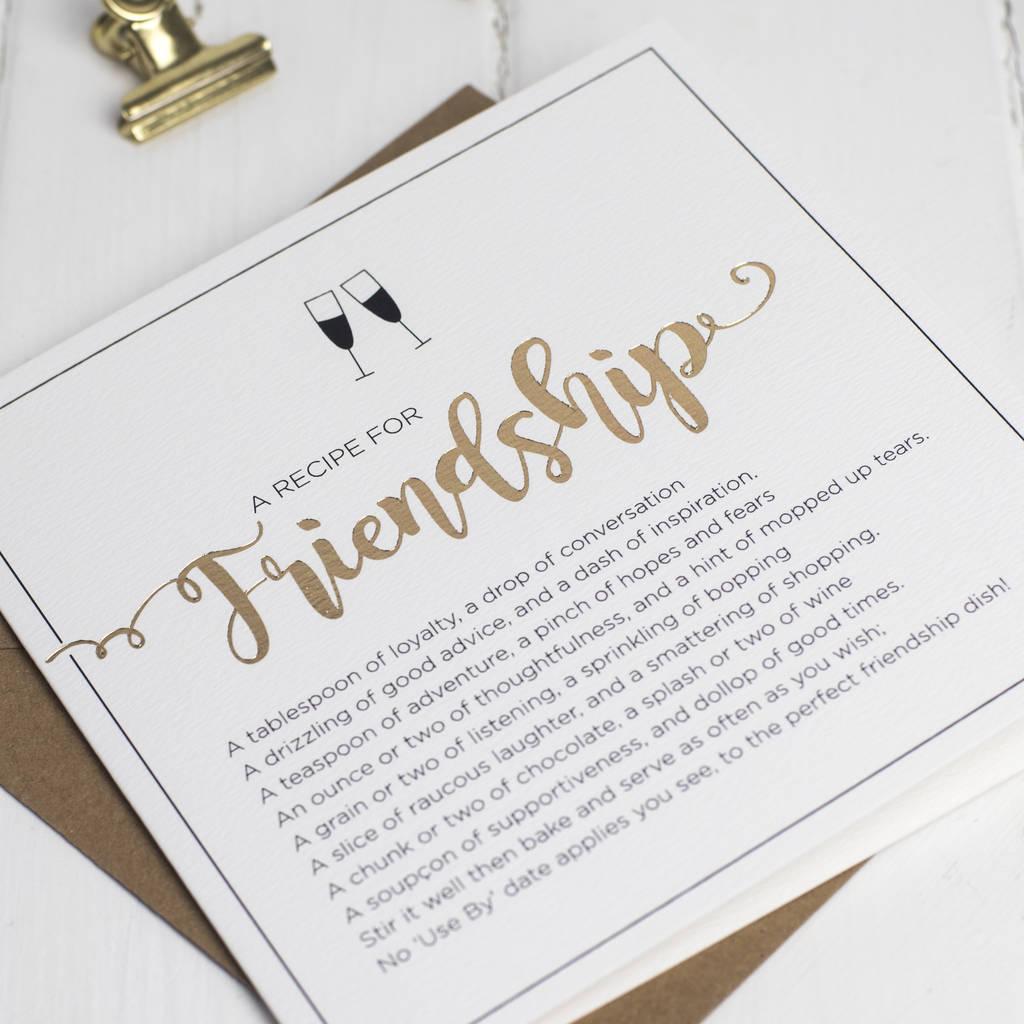 A RECIPE FOR
Friendship
A tablespoon of loyalty, a drop of conversation
A drizzling of good advice, and a dash of inspiration.
A teaspoon of adventure, a pinch of hopes and fears
An ounce or two of thoughtfulness, and a hint of mopped up tears.
A grain or two of listening, a sprinkling of bopping
A slice of raucous laughter, and a smattering of shopping.
A chunk or two of chocolate, a splash or two of wine
A soupçon of supportiveness, and dollop of good times.
Stir it well then bake and serve as often as you wish;
No 'Use By' date applies you see, to the perfect friendship dish!